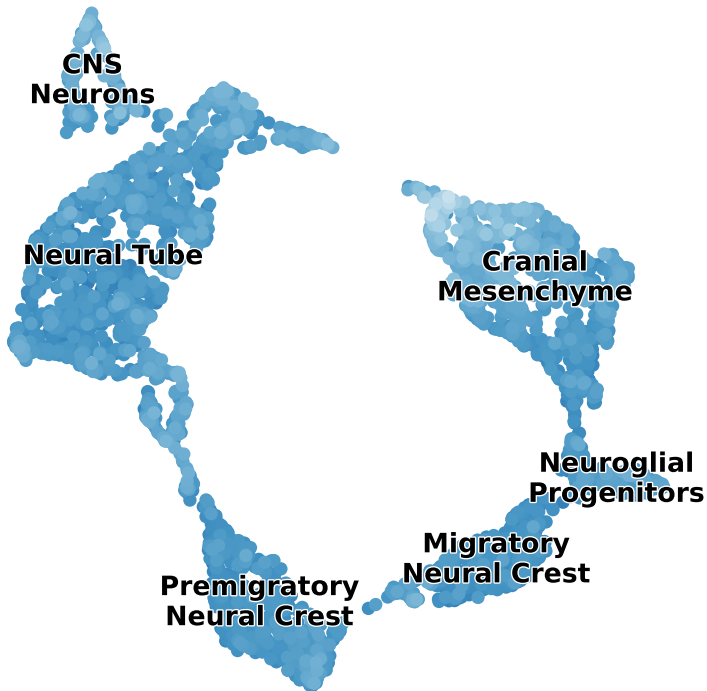 CNS
Neurons
Neural Tube
Cranial
Mesenchyme
Neuroglial
Progenitors
Migratory
Neural Crest
Premigratory
Neural Crest